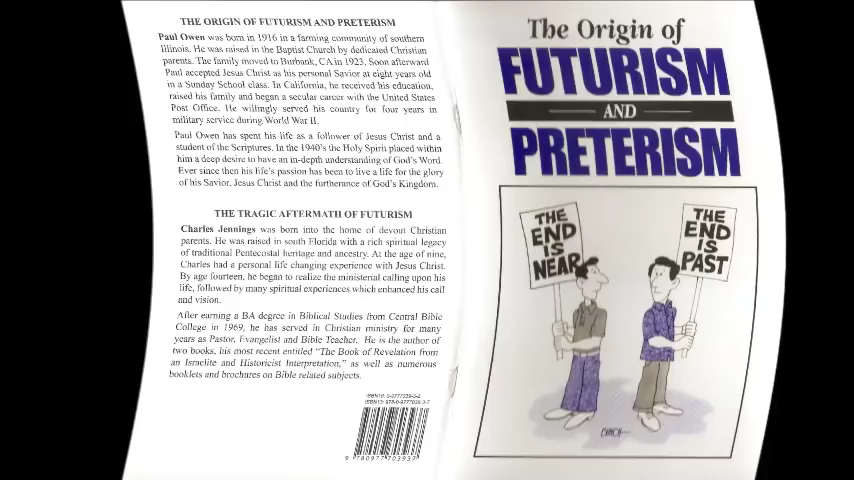 THE ORIGIN OF FUTURISM AND PRETERISM
Paul Owen was born in 1916 in a farming community of southern
Illinois. He was raised in the Baptist Church by dedicated Christian
parents. The family moved to Burbank, CA in 1923. Soon afterward
Paul accepted Jesus Christ as his personal Savior at eight years old
in a Sunday School class. In California, he received his education,
raised his family and began a secular career with the United States
Post Office. He willingly served his country for four years in
military service during World War II.
Paul Owen has spent his life as a follower of Jesus Christ and a
student of the Scriptures. In the 1940's the Holy Spirit placed within
him a deep desire to have an in-depth understanding of God's Word.
Ever since then his life's passion has been to live a life for the glory
of his Savior, Jesus Christ and the furtherance of God's Kingdom.
THE TRAGIC AFTERMATH OF FUTURISM
Charles Jennings was born into the home of devout Christian
parents. He was raised in south Florida with a rich spiritual legacy
of traditional Pentecostal heritage and ancestry. At the age of nine,
Charles had a personal life changing experience with Jesus Christ.
By age fourteen, he began to realize the ministerial calling upon his
life, followed by many spiritual experiences which enhanced his call
and vision.
After earning a BA degree in Biblical Studies from Central Bible
College in 1969, he has served in Christian ministry for many
years as Pastor, Evangelist and Bible Teacher. He is the author of
two books, his most recent entitled "The Book of Revelation from
an Israelite and Historicist Interpretation," as well as numerous
booklets and brochures on Bible related subjects.
ISBN10: 0-9777039-3-2
ISBN13: 978-0-9777039-3-7
9 780977 703937
The Origin of
FUTURISM
AND
PRETERISM
THE
END
IS
NEAR
THE
END
IS
PAST